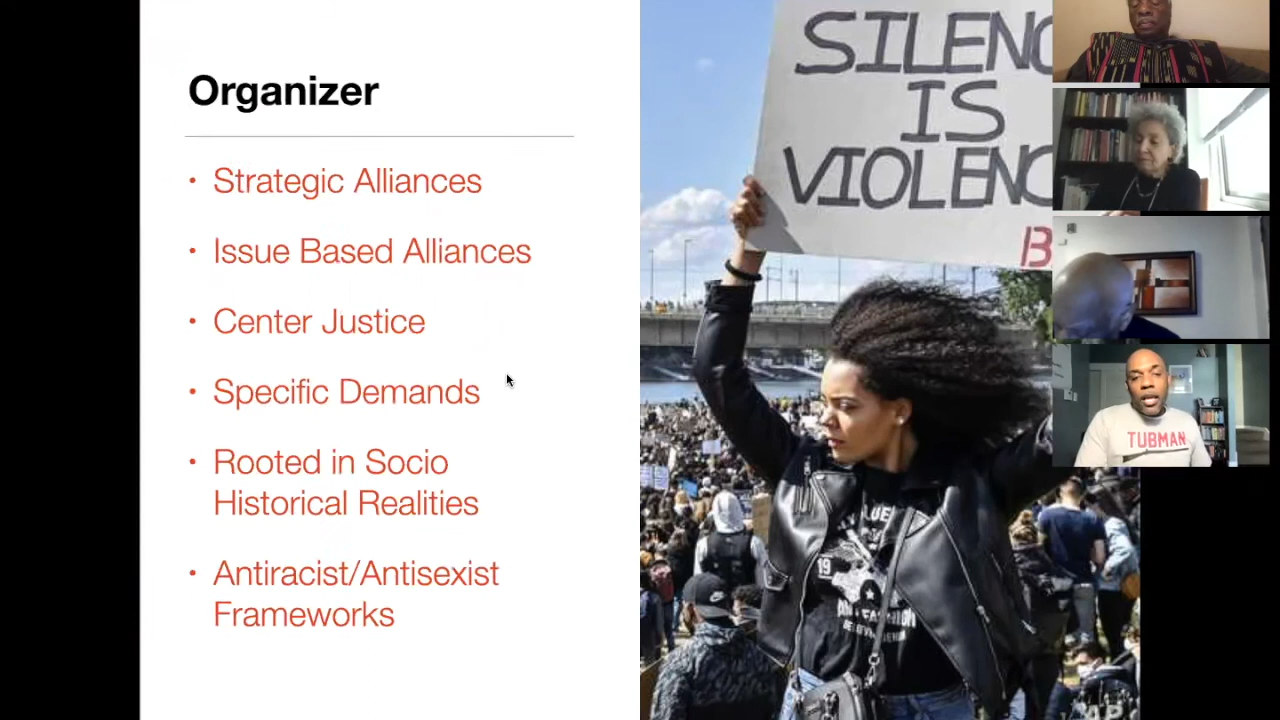 Organizer
• Strategic Alliances
• Issue Based Alliances
• Center Justice
• Specific Demands
• Rooted in Socio
Historical Realities
• Antiracist/Antisexist
Frameworks
SILENC
IS
VIOLENC
B
19
TUBMAN